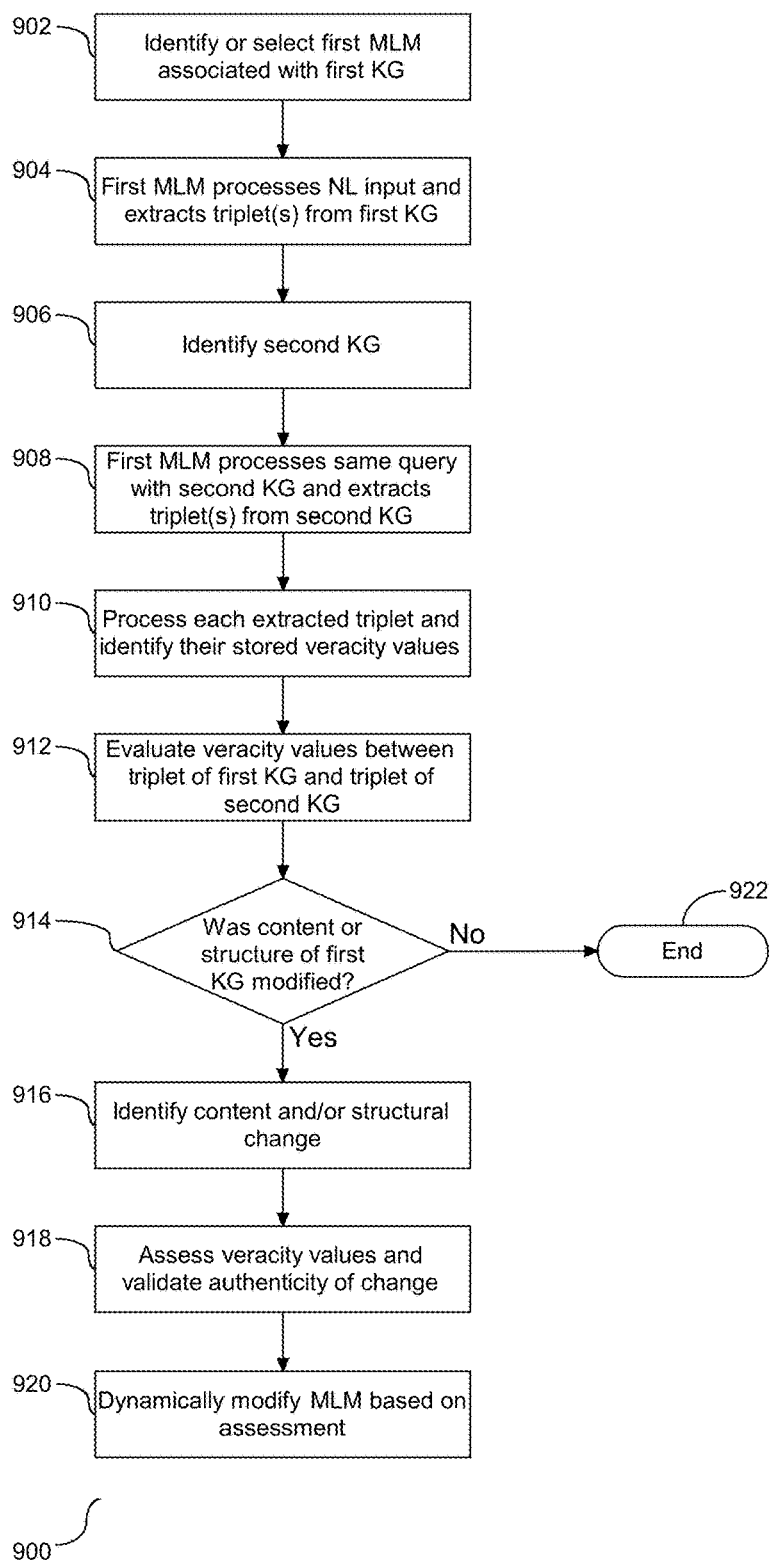 902
Identify or select first MLM
associated with first KG
904
First MLM processes NL input and
extracts triplet(s) from first KG
906
Identify second KG
908
First MLM processes same query
with second KG and extracts
triplet(s) from second KG
910
Process each extracted triplet and
identify their stored veracity values
912
Evaluate veracity values between
triplet of first KG and triplet of
second KG
914
Was content or
structure of first
KG modified?
No
922
End
Yes
916
Identify content and/or structural
change
918
Assess veracity values and
validate authenticity of change
920
Dynamically modify MLM based on
assessment
900